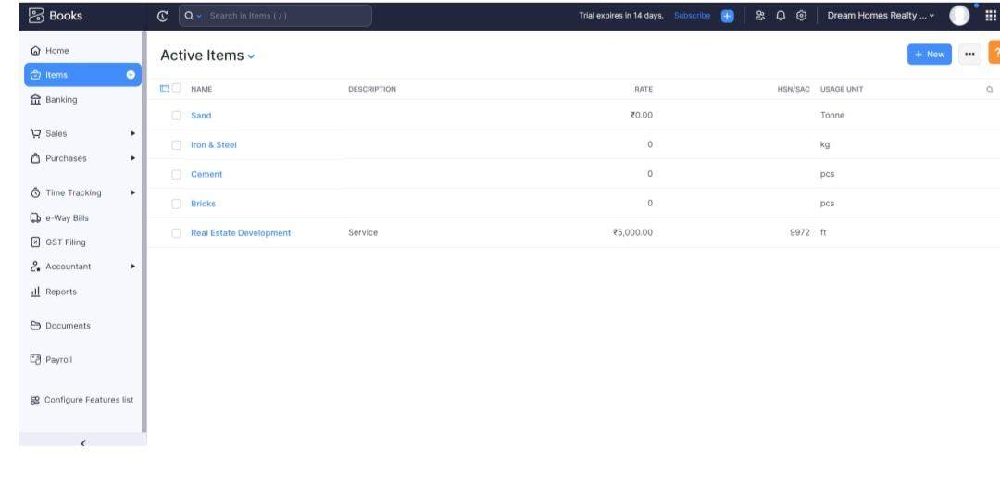 Books
Search in Items ( / )
Trial expires in 14 days. Subscribe
Dream Homes Realty ...
Home
Items
Banking
Sales
Purchases
Time Tracking
e-Way Bills
GST Filing
Accountant
Reports
Documents
Payroll
Configure Features list
Active Items
+ New
...
?
NAME DESCRIPTION RATE HSN/SAC USAGE UNIT
Sand ₹0.00 Tonne
Iron & Steel 0 kg
Cement 0 pcs
Bricks 0 pcs
Real Estate Development Service ₹5,000.00 9972 ft